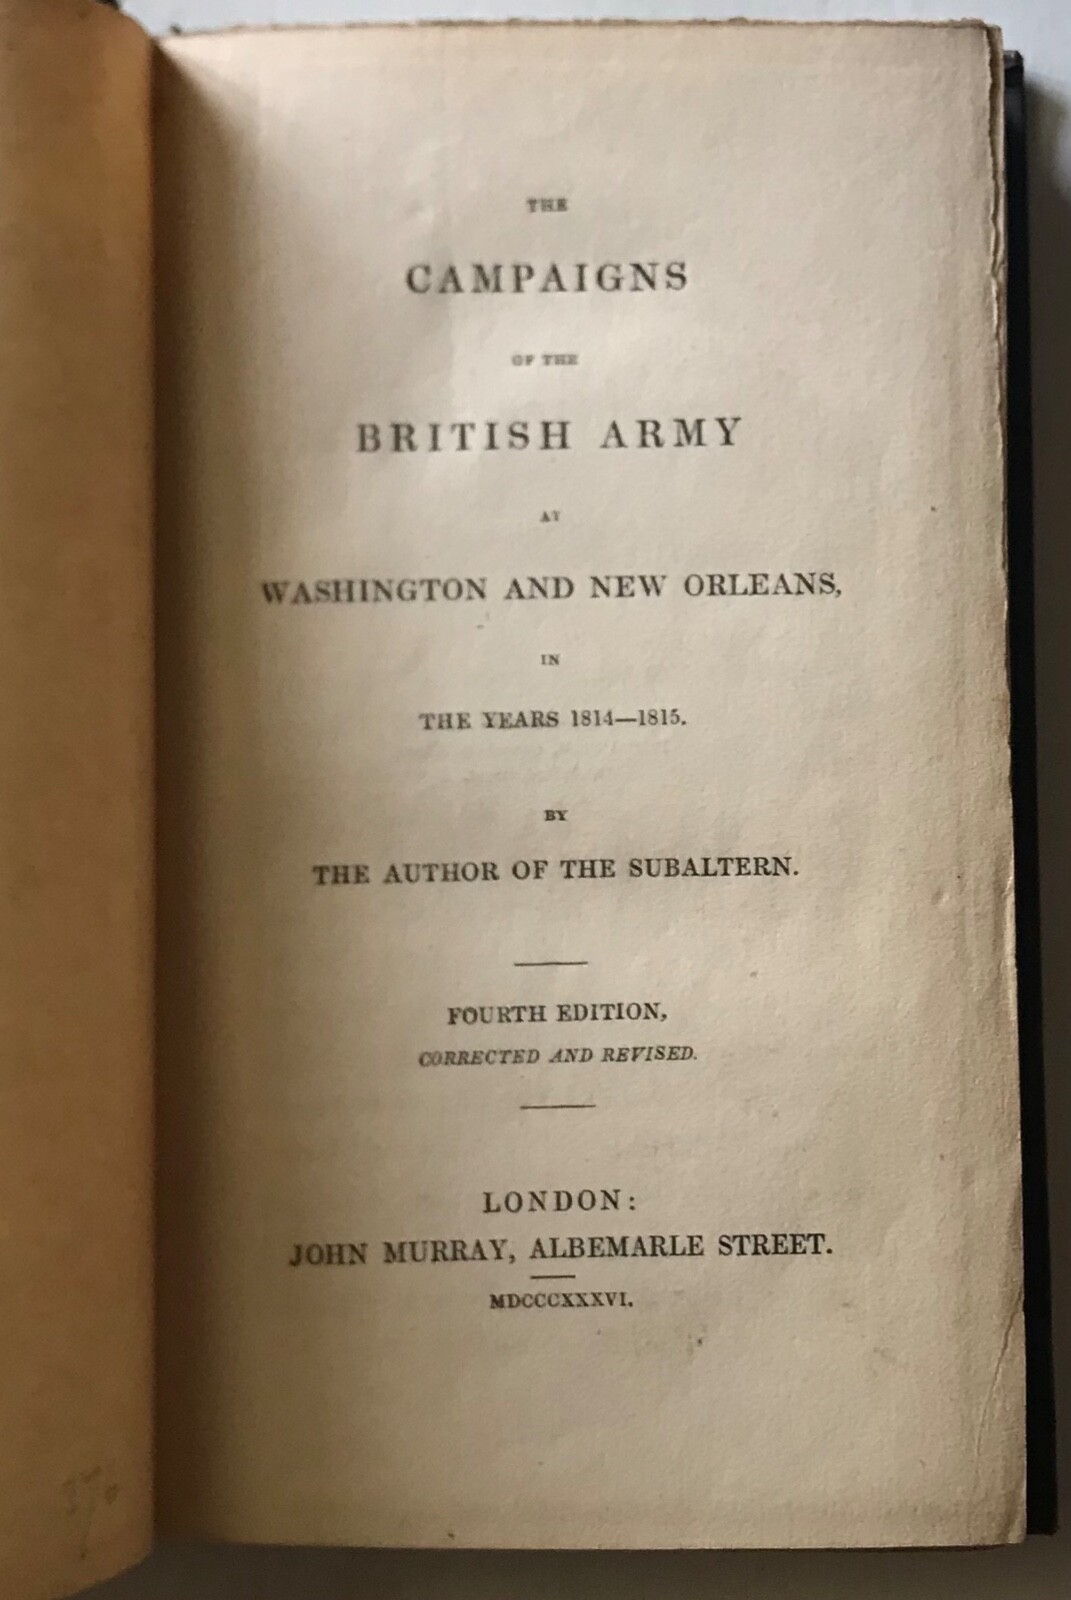 THE
CAMPAIGNS
OF THE
BRITISH ARMY
AT
WASHINGTON AND NEW ORLEANS,
IN
THE YEARS 1814—1815.
BY
THE AUTHOR OF THE SUBALTERN.
FOURTH EDITION,
CORRECTED AND REVISED.
LONDON:
JOHN MURRAY, ALBEMARLE STREET.
MDCCCXXXVI.